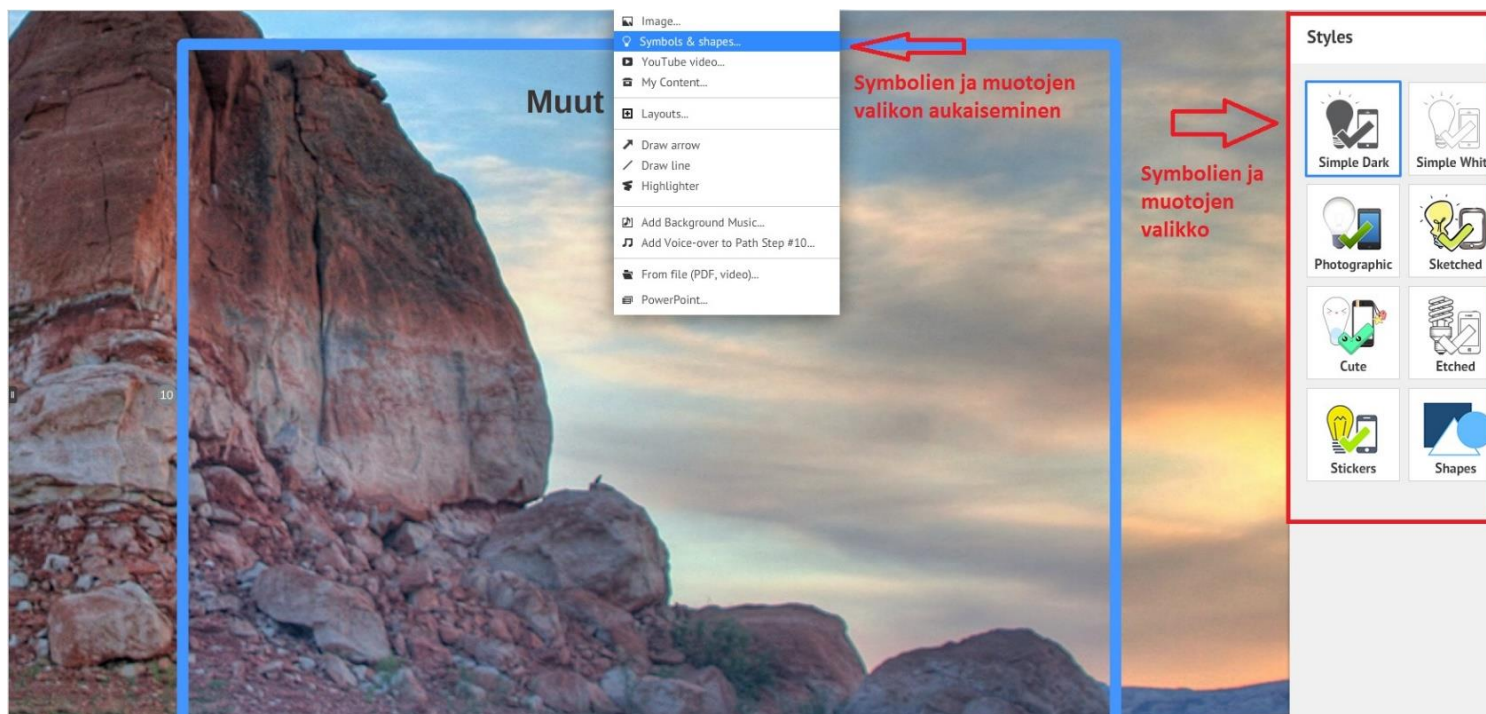 Image...
Symbols & shapes...
YouTube video...
My Content...
Layouts...
Draw arrow
Draw line
Highlighter
Add Background Music...
Add Voice-over to Path Step #10...
From file (PDF, video)...
PowerPoint...
Muut
Symbolien ja muotojen
valikon aukaiseminen
Symbolien ja
muotojen
valikko
10
Styles
Simple Dark
Simple Whit
Photographic
Sketched
Cute
Etched
Stickers
Shapes